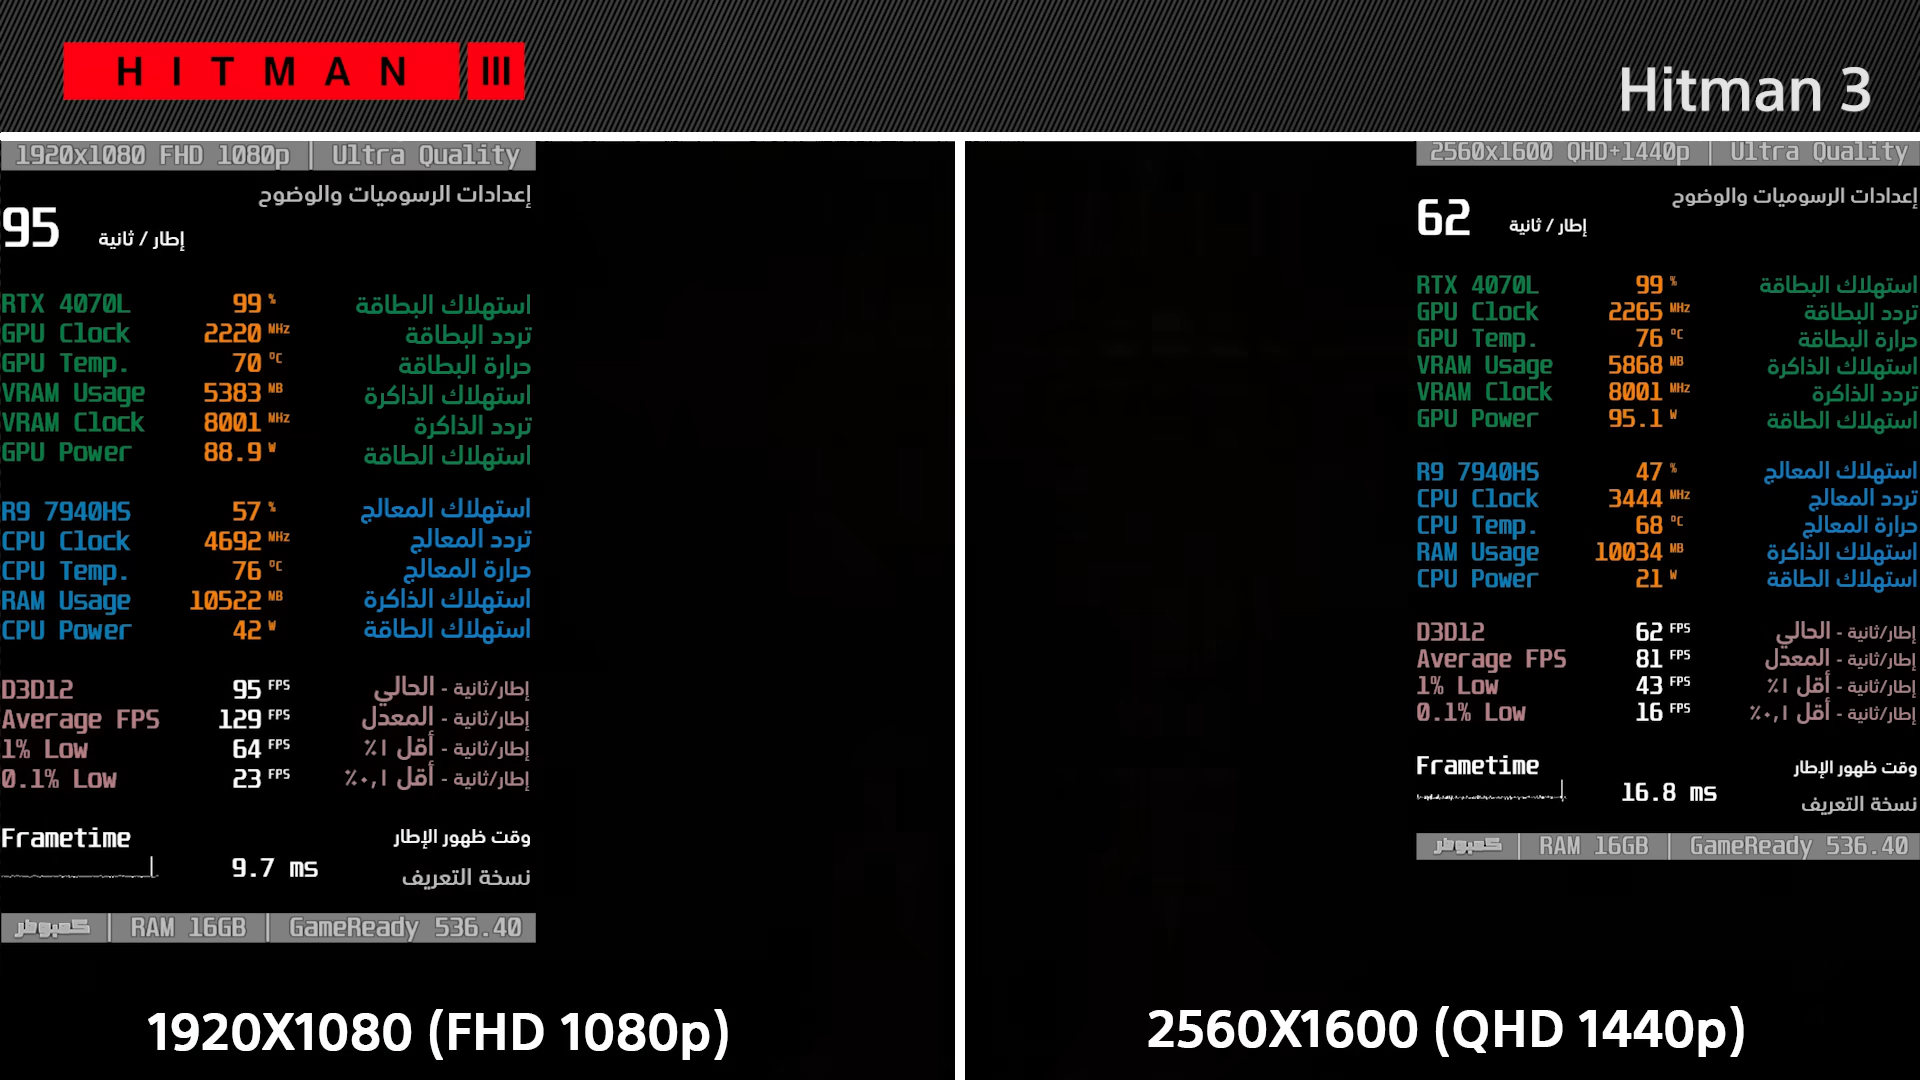 HITMAN III
Hitman 3
1920x1080 FHD 1080p | Ultra Quality
إعدادات الرسوميات والوضوح
95 إطار / ثانية
RTX 4070L 99 % استهلاك البطاقة
GPU Clock 2220 MHz تردد البطاقة
GPU Temp. 70 °C حرارة البطاقة
VRAM Usage 5383 MB استهلاك الذاكرة
VRAM Clock 8001 MHz تردد الذاكرة
GPU Power 88.9 W استهلاك الطاقة
R9 7940HS 57 % استهلاك المعالج
CPU Clock 4692 MHz تردد المعالج
CPU Temp. 76 °C حرارة المعالج
RAM Usage 10522 MB استهلاك الذاكرة
CPU Power 42 W استهلاك الطاقة
D3D12 95 FPS إطار/ثانية - الحالي
Average FPS 129 FPS إطار/ثانية - المعدل
1% Low 64 FPS إطار/ثانية - أقل ١٪
0.1% Low 23 FPS إطار/ثانية - أقل ٠,١٪
Frametime وقت ظهور الإطار
9.7 ms نسخة التعريف
كمبيوتر | RAM 16GB | GameReady 536.40
1920X1080 (FHD 1080p)
2560x1600 QHD+1440p | Ultra Quality
إعدادات الرسوميات والوضوح
62 إطار / ثانية
RTX 4070L 99 % استهلاك البطاقة
GPU Clock 2265 MHz تردد البطاقة
GPU Temp. 76 °C حرارة البطاقة
VRAM Usage 5868 MB استهلاك الذاكرة
VRAM Clock 8001 MHz تردد الذاكرة
GPU Power 95.1 W استهلاك الطاقة
R9 7940HS 47 % استهلاك المعالج
CPU Clock 3444 MHz تردد المعالج
CPU Temp. 68 °C حرارة المعالج
RAM Usage 10034 MB استهلاك الذاكرة
CPU Power 21 W استهلاك الطاقة
D3D12 62 FPS إطار/ثانية - الحالي
Average FPS 81 FPS إطار/ثانية - المعدل
1% Low 43 FPS إطار/ثانية - أقل ١٪
0.1% Low 16 FPS إطار/ثانية - أقل ٠,١٪
Frametime وقت ظهور الإطار
16.8 ms نسخة التعريف
كمبيوتر | RAM 16GB | GameReady 536.40
2560X1600 (QHD 1440p)